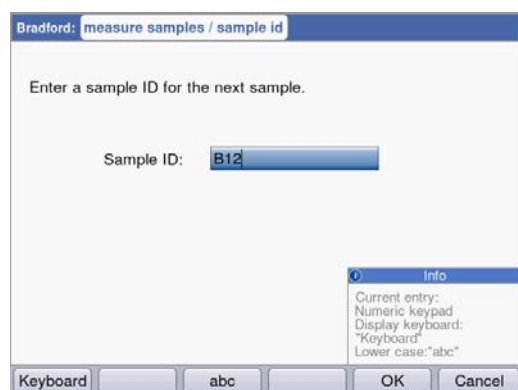 Bradford: measure samples / sample id
Enter a sample ID for the next sample.
Sample ID: B12
Info
Current entry:
Numeric keypad
Display keyboard:
"Keyboard"
Lower case:"abc"
Keyboard abc OK Cancel